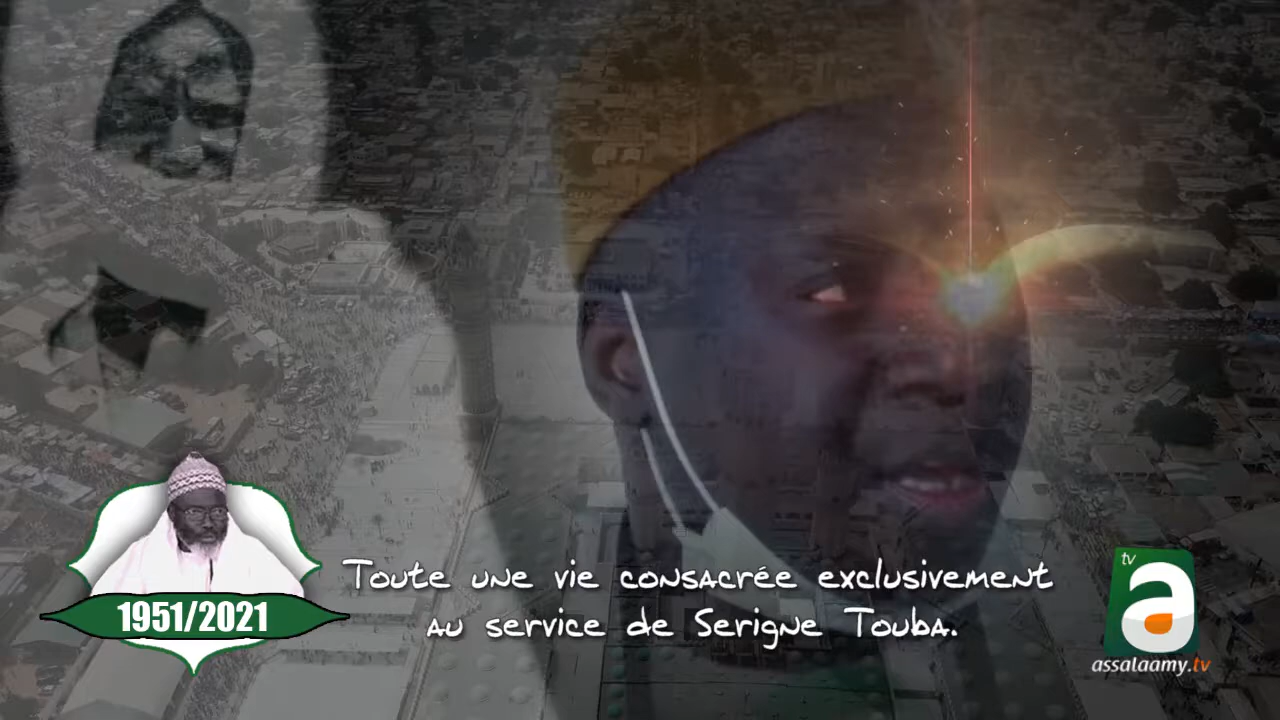 Toute une vie consacrée exclusivement
au service de Serigne Touba.
1951/2021
tv
a
assalaamy.tv